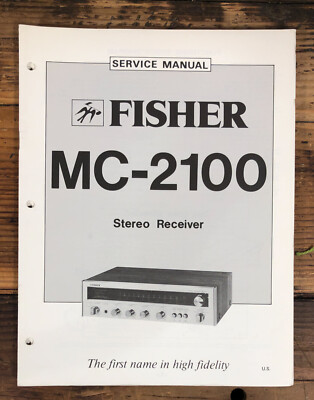 SERVICE MANUAL
FISHER
MC-2100
Stereo Receiver
The first name in high fidelity
U.S.